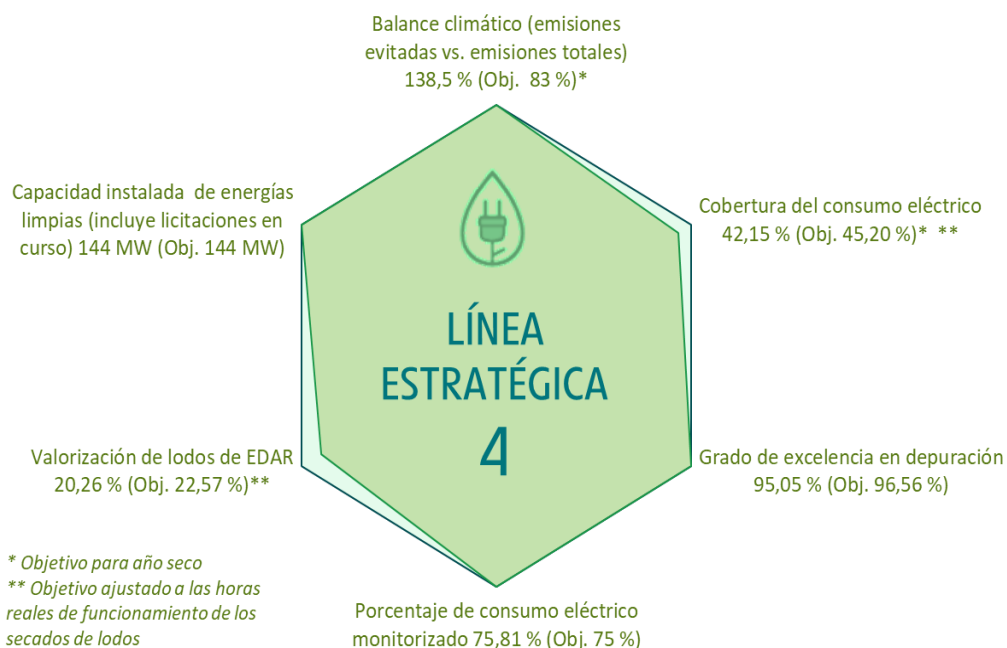 Balance climático (emisiones
evitadas vs. emisiones totales)
138,5 % (Obj.  83 %)*
Capacidad instalada  de energías
limpias (incluye licitaciones en
curso) 144 MW (Obj. 144 MW)
Cobertura del consumo eléctrico
42,15 % (Obj. 45,20 %)*  **
LÍNEA
ESTRATÉGICA
4
Valorización de lodos de EDAR
20,26 % (Obj. 22,57 %)**
Grado de excelencia en depuración
95,05 % (Obj. 96,56 %)
* Objetivo para año seco
** Objetivo ajustado a las horas
reales de funcionamiento de los
secados de lodos
Porcentaje de consumo eléctrico
monitorizado 75,81 % (Obj. 75 %)